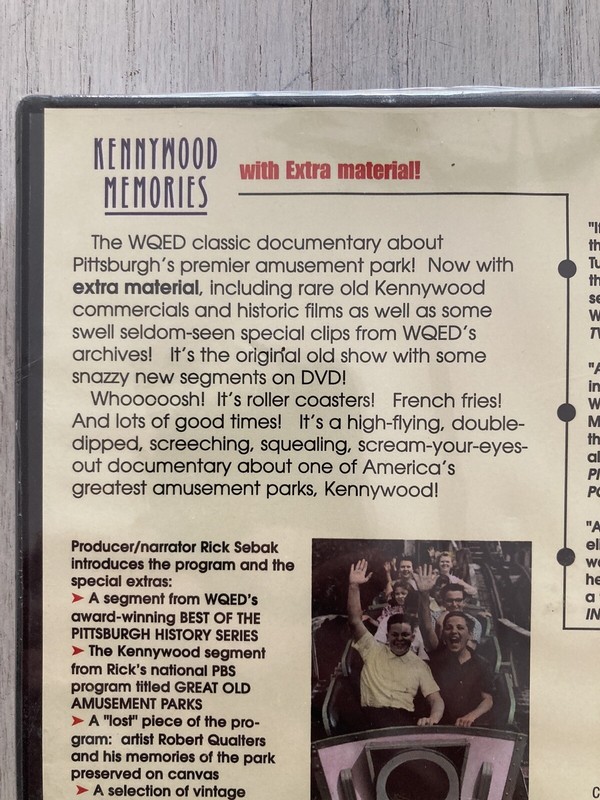 KENNYWOOD
MEMORIES
with Extra material!
The WQED classic documentary about
Pittsburgh's premier amusement park! Now with
extra material, including rare old Kennywood
commercials and historic films as well as some
swell seldom-seen special clips from WQED's
archives! It's the original old show with some
snazzy new segments on DVD!
Whooooosh! It's roller coasters! French fries!
And lots of good times! It's a high-flying, double-
dipped, screeching, squealing, scream-your-eyes-
out documentary about one of America's
greatest amusement parks, Kennywood!
Producer/narrator Rick Sebak
introduces the program and the
special extras:
➤ A segment from WQED's
award-winning BEST OF THE
PITTSBURGH HISTORY SERIES
➤ The Kennywood segment
from Rick's national PBS
program titled GREAT OLD
AMUSEMENT PARKS
➤ A "lost" piece of the pro-
gram: artist Robert Qualters
and his memories of the park
preserved on canvas
➤ A selection of vintage